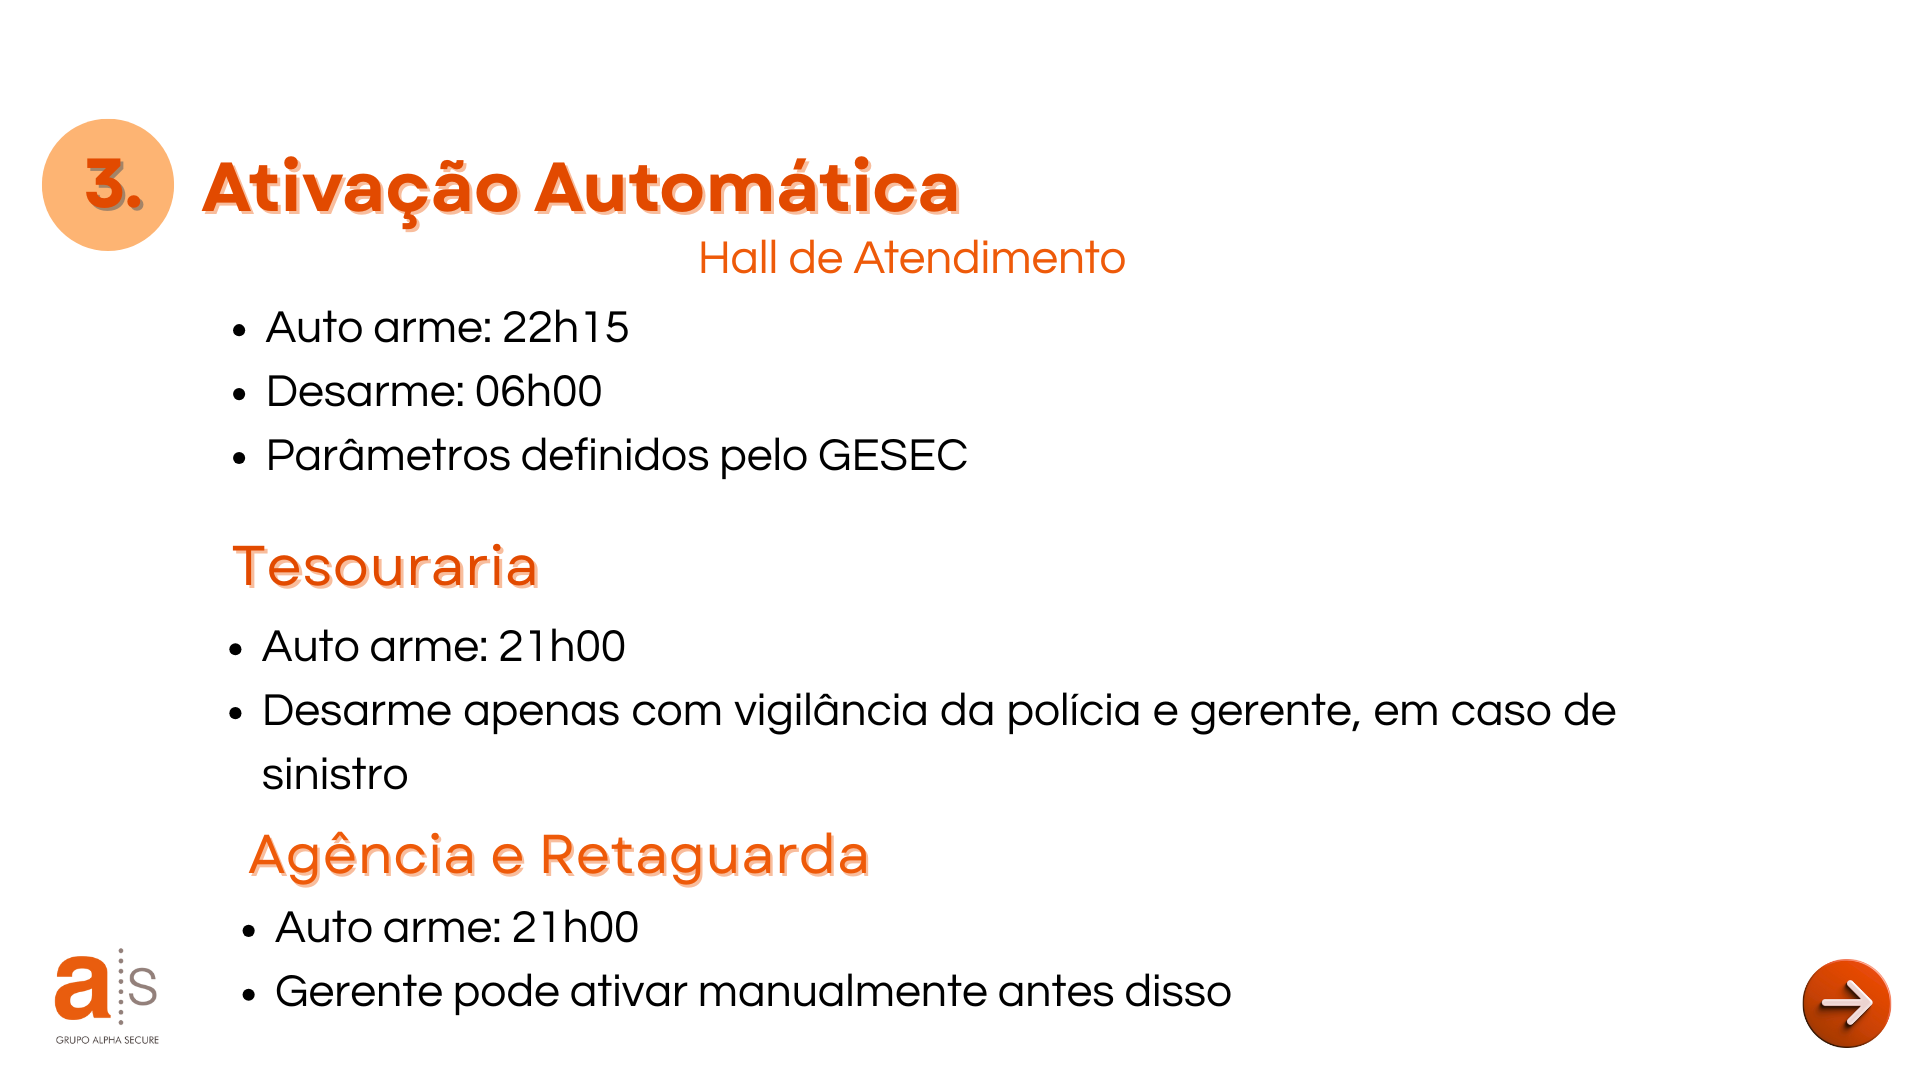 3. Ativação Automática
Hall de Atendimento
• Auto arme: 22h15
• Desarme: 06h00
• Parâmetros definidos pelo GESEC
Tesouraria
• Auto arme: 21h00
• Desarme apenas com vigilância da polícia e gerente, em caso de
sinistro
Agência e Retaguarda
• Auto arme: 21h00
• Gerente pode ativar manualmente antes disso
a s
GRUPO ALPHA SECURE